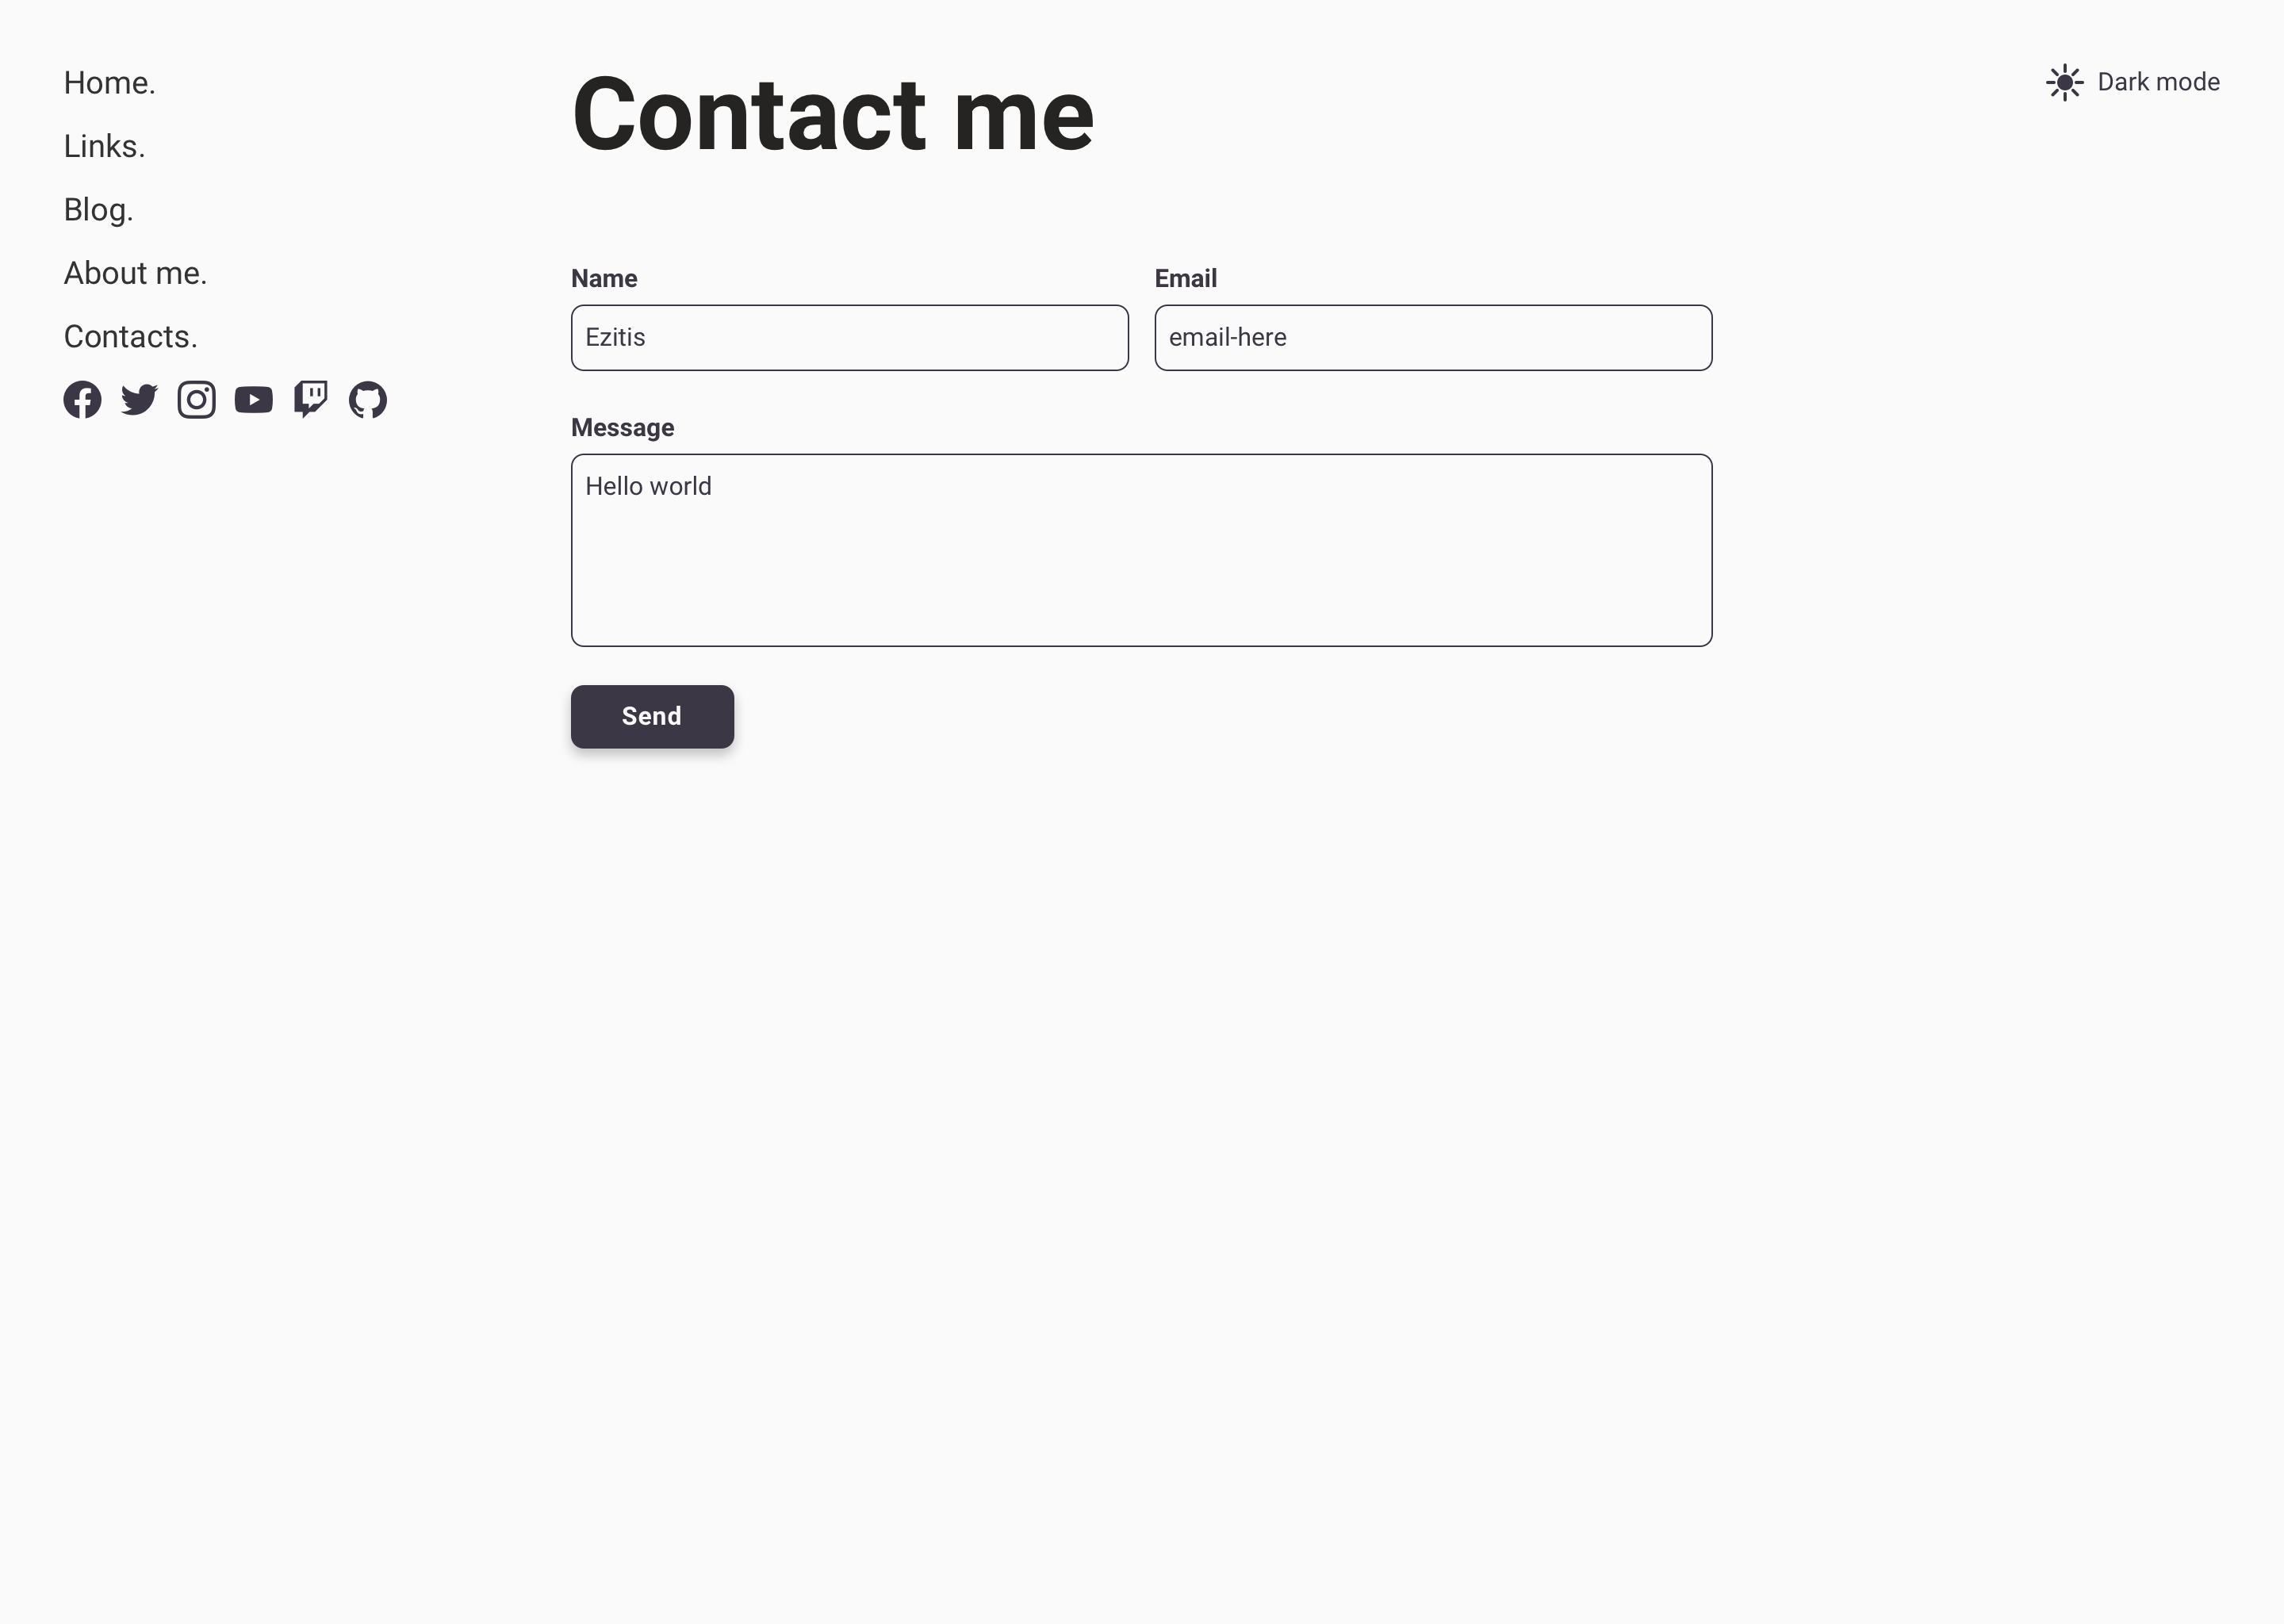 Home.
Links.
Blog.
About me.
Contacts.
Contact me
Dark mode
Name
Email
Ezitis
email-here
Message
Hello world
Send